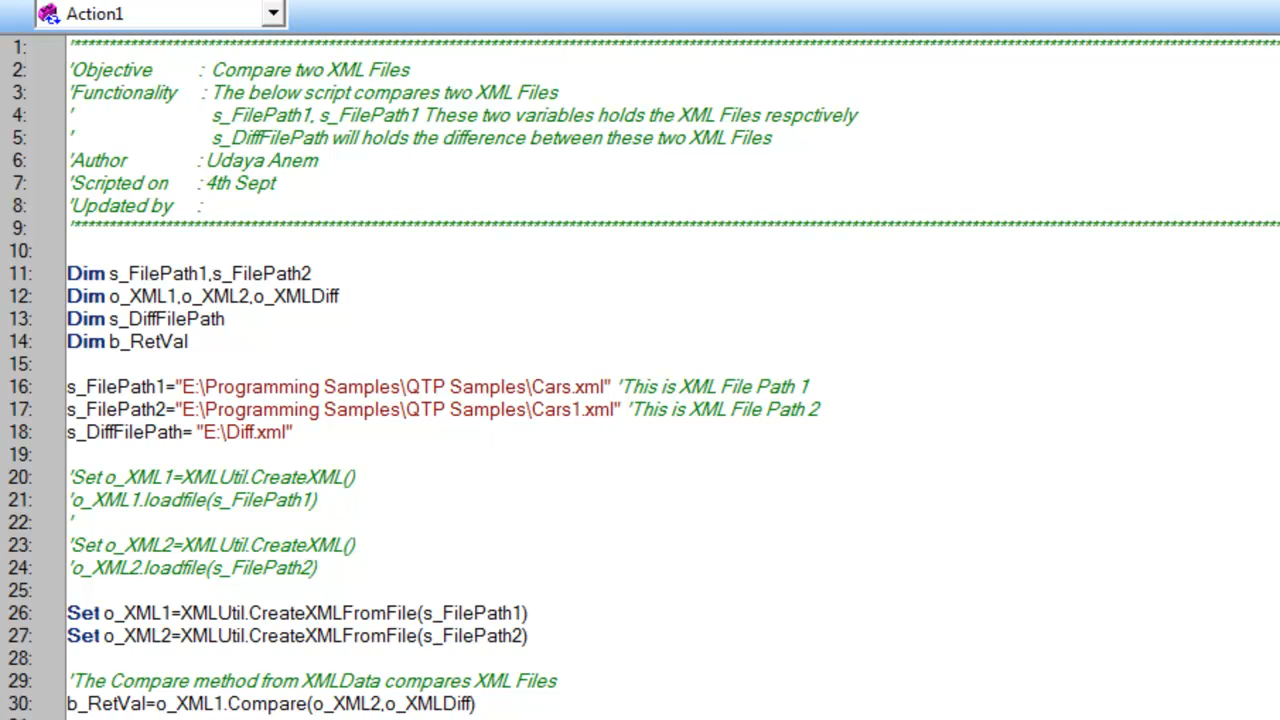 Action1
1: '****************************************************************************************************
2: 'Objective : Compare two XML Files
3: 'Functionality : The below script compares two XML Files
4: ' s_FilePath1, s_FilePath1 These two variables holds the XML Files respctively
5: ' s_DiffFilePath will holds the difference between these two XML Files
6: 'Author : Udaya Anem
7: 'Scripted on : 4th Sept
8: 'Updated by :
9: '****************************************************************************************************
10:
11: Dim s_FilePath1,s_FilePath2
12: Dim o_XML1,o_XML2,o_XMLDiff
13: Dim s_DiffFilePath
14: Dim b_RetVal
15:
16: s_FilePath1="E:\Programming Samples\QTP Samples\Cars.xml" 'This is XML File Path 1
17: s_FilePath2="E:\Programming Samples\QTP Samples\Cars1.xml" 'This is XML File Path 2
18: s_DiffFilePath= "E:\Diff.xml"
19:
20: 'Set o_XML1=XMLUtil.CreateXML()
21: 'o_XML1.loadfile(s_FilePath1)
22: '
23: 'Set o_XML2=XMLUtil.CreateXML()
24: 'o_XML2.loadfile(s_FilePath2)
25:
26: Set o_XML1=XMLUtil.CreateXMLFromFile(s_FilePath1)
27: Set o_XML2=XMLUtil.CreateXMLFromFile(s_FilePath2)
28:
29: 'The Compare method from XMLData compares XML Files
30: b_RetVal=o_XML1.Compare(o_XML2,o_XMLDiff)